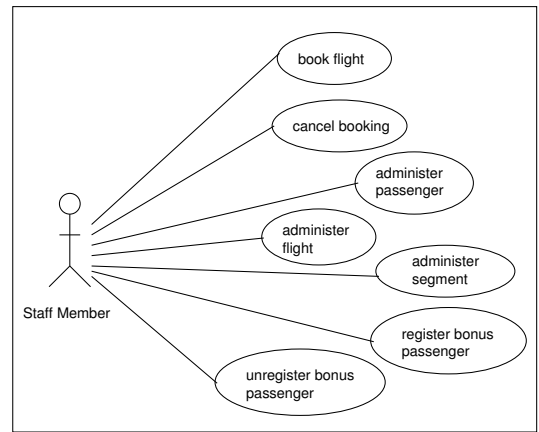 book flight
cancel booking
administer
passenger
administer
flight
administer
segment
Staff Member
register bonus
passenger
unregister bonus
passenger